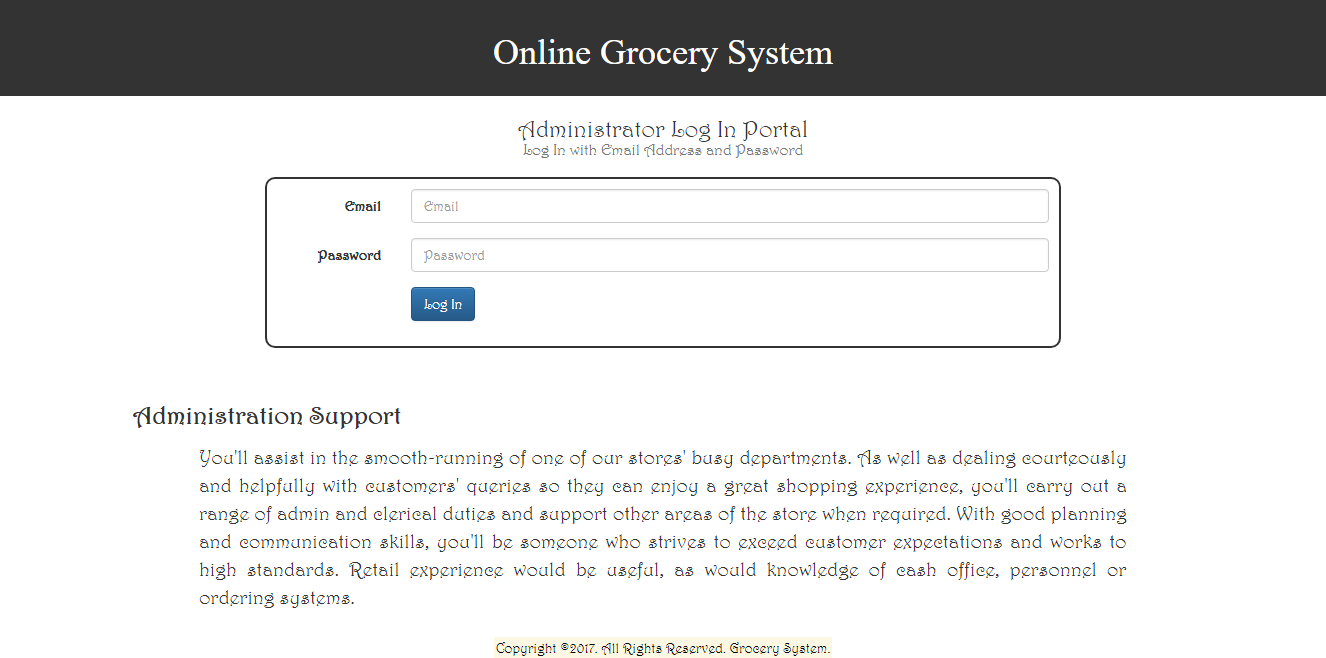 Online Grocery System
Administrator Log In Portal
Log In with Email Address and Password
Email
Email
Password
Password
Log In
Administration Support
You'll assist in the smooth-running of one of our stores' busy departments. As well as dealing courteously
and helpfully with customers' queries so they can enjoy a great shopping experience, you'll carry out a
range of admin and clerical duties and support other areas of the store when required. With good planning
and communication skills, you'll be someone who strives to exceed customer expectations and works to
high standards. Retail experience would be useful, as would knowledge of cash office, personnel or
ordering systems.
Copyright ©2017. All Rights Reserved. Grocery System.